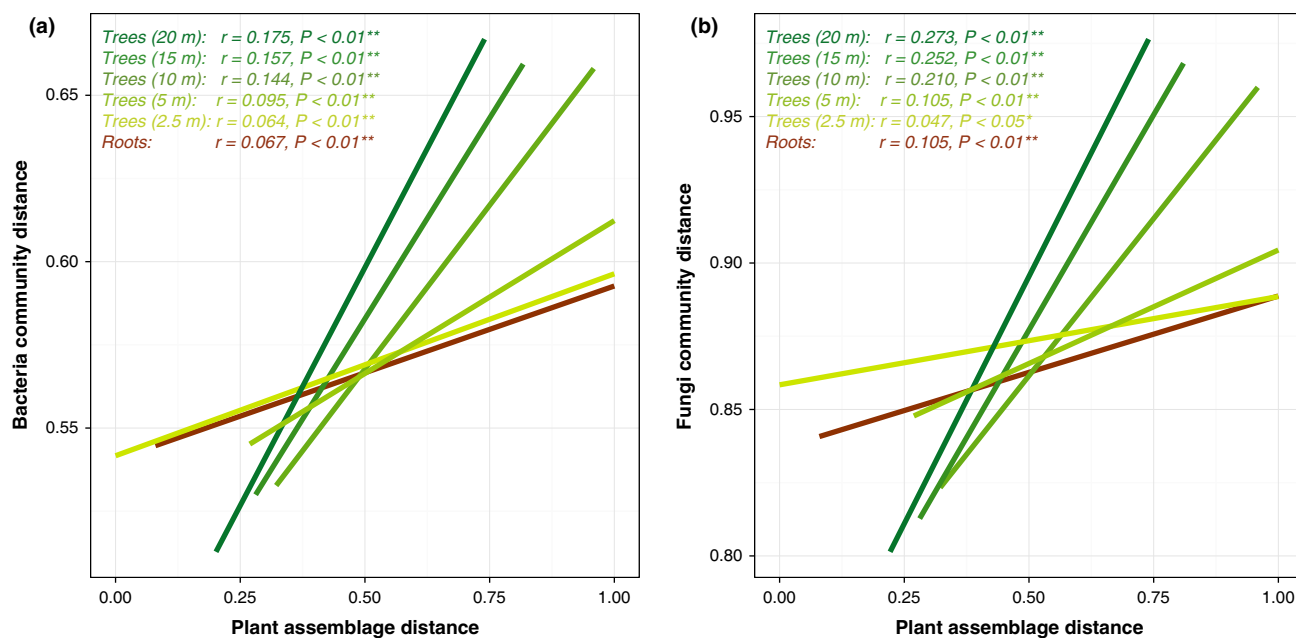 (a)
Trees (20 m): r = 0.175, P < 0.01**
Trees (15 m): r = 0.157, P < 0.01**
Trees (10 m): r = 0.144, P < 0.01**
Trees (5 m): r = 0.095, P < 0.01**
Trees (2.5 m): r = 0.064, P < 0.01**
Roots: r = 0.067, P < 0.01**
0.65
0.60
0.55
Bacteria community distance
0.00 0.25 0.50 0.75 1.00
Plant assemblage distance
(b)
Trees (20 m): r = 0.273, P < 0.01**
Trees (15 m): r = 0.252, P < 0.01**
Trees (10 m): r = 0.210, P < 0.01**
Trees (5 m): r = 0.105, P < 0.01**
Trees (2.5 m): r = 0.047, P < 0.05*
Roots: r = 0.105, P < 0.01**
0.95
0.90
0.85
0.80
Fungi community distance
0.00 0.25 0.50 0.75 1.00
Plant assemblage distance